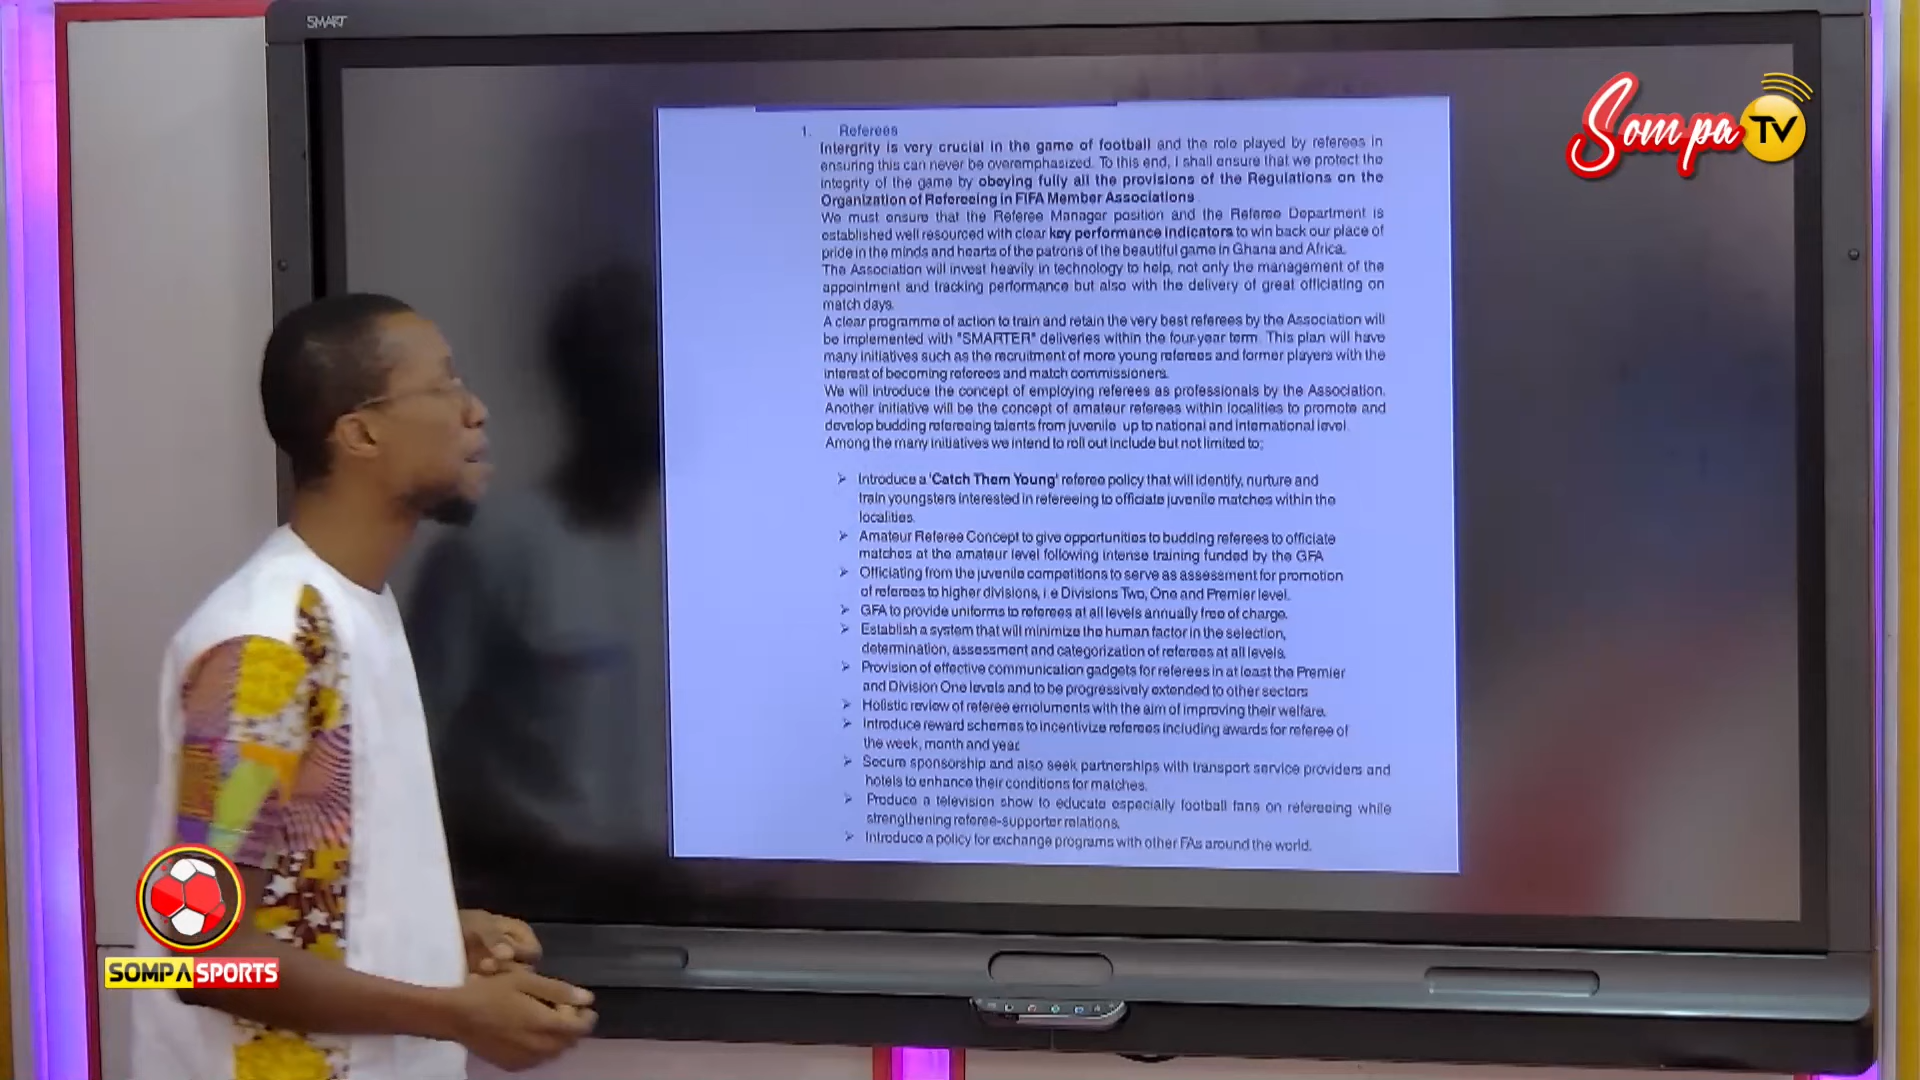 SMART
Sompa TV
1. Referees
Intergrity is very crucial in the game of football and the role played by referees in
ensuring this can never be overemphasized. To this end, I shall ensure that we protect the
integrity of the game by obeying fully all the provisions of the Regulations on the
Organization of Refereeing in FIFA Member Associations
We must ensure that the Referee Manager position and the Referee Department is
established well resourced with clear key performance indicators to win back our place of
pride in the minds and hearts of the patrons of the beautiful game in Ghana and Africa.
The Association will invest heavily in technology to help, not only the management of the
appointment and tracking performance but also with the delivery of great officiating on
match days.
A clear programme of action to train and retain the very best referees by the Association will
be implemented with "SMARTER" deliveries within the four-year term. This plan will have
many initiatives such as the recruitment of more young referees and former players with the
interest of becoming referees and match commissioners.
We will introduce the concept of employing referees as professionals by the Association.
Another initiative will be the concept of amateur referees within localities to promote and
develop budding refereeing talents from juvenile up to national and international level
Among the many initiatives we intend to roll out include but not limited to;
➢ Introduce a 'Catch Them Young' referee policy that will identify, nurture and
train youngsters interested in refereeing to officiate juvenile matches within the
localities.
➢ Amateur Referee Concept to give opportunities to budding referees to officiate
matches at the amateur level following intense training funded by the GFA
➢ Officiating from the juvenile competitions to serve as assessment for promotion
of referees to higher divisions, i.e Divisions Two, One and Premier level.
➢ GFA to provide uniforms to referees at all levels annually free of charge.
➢ Establish a system that will minimize the human factor in the selection,
determination, assessment and categorization of referees at all levels.
➢ Provision of effective communication gadgets for referees in at least the Premier
and Division One levels and to be progressively extended to other sectors
➢ Holistic review of referee emoluments with the aim of improving their welfare.
➢ Introduce reward schemes to incentivize referees including awards for referee of
the week, month and year.
➢ Secure sponsorship and also seek partnerships with transport service providers and
hotels to enhance their conditions for matches.
➢ Produce a television show to educate especially football fans on refereeing while
strengthening referee-supporter relations.
➢ Introduce a policy for exchange programs with other FAs around the world.
SOMPA SPORTS